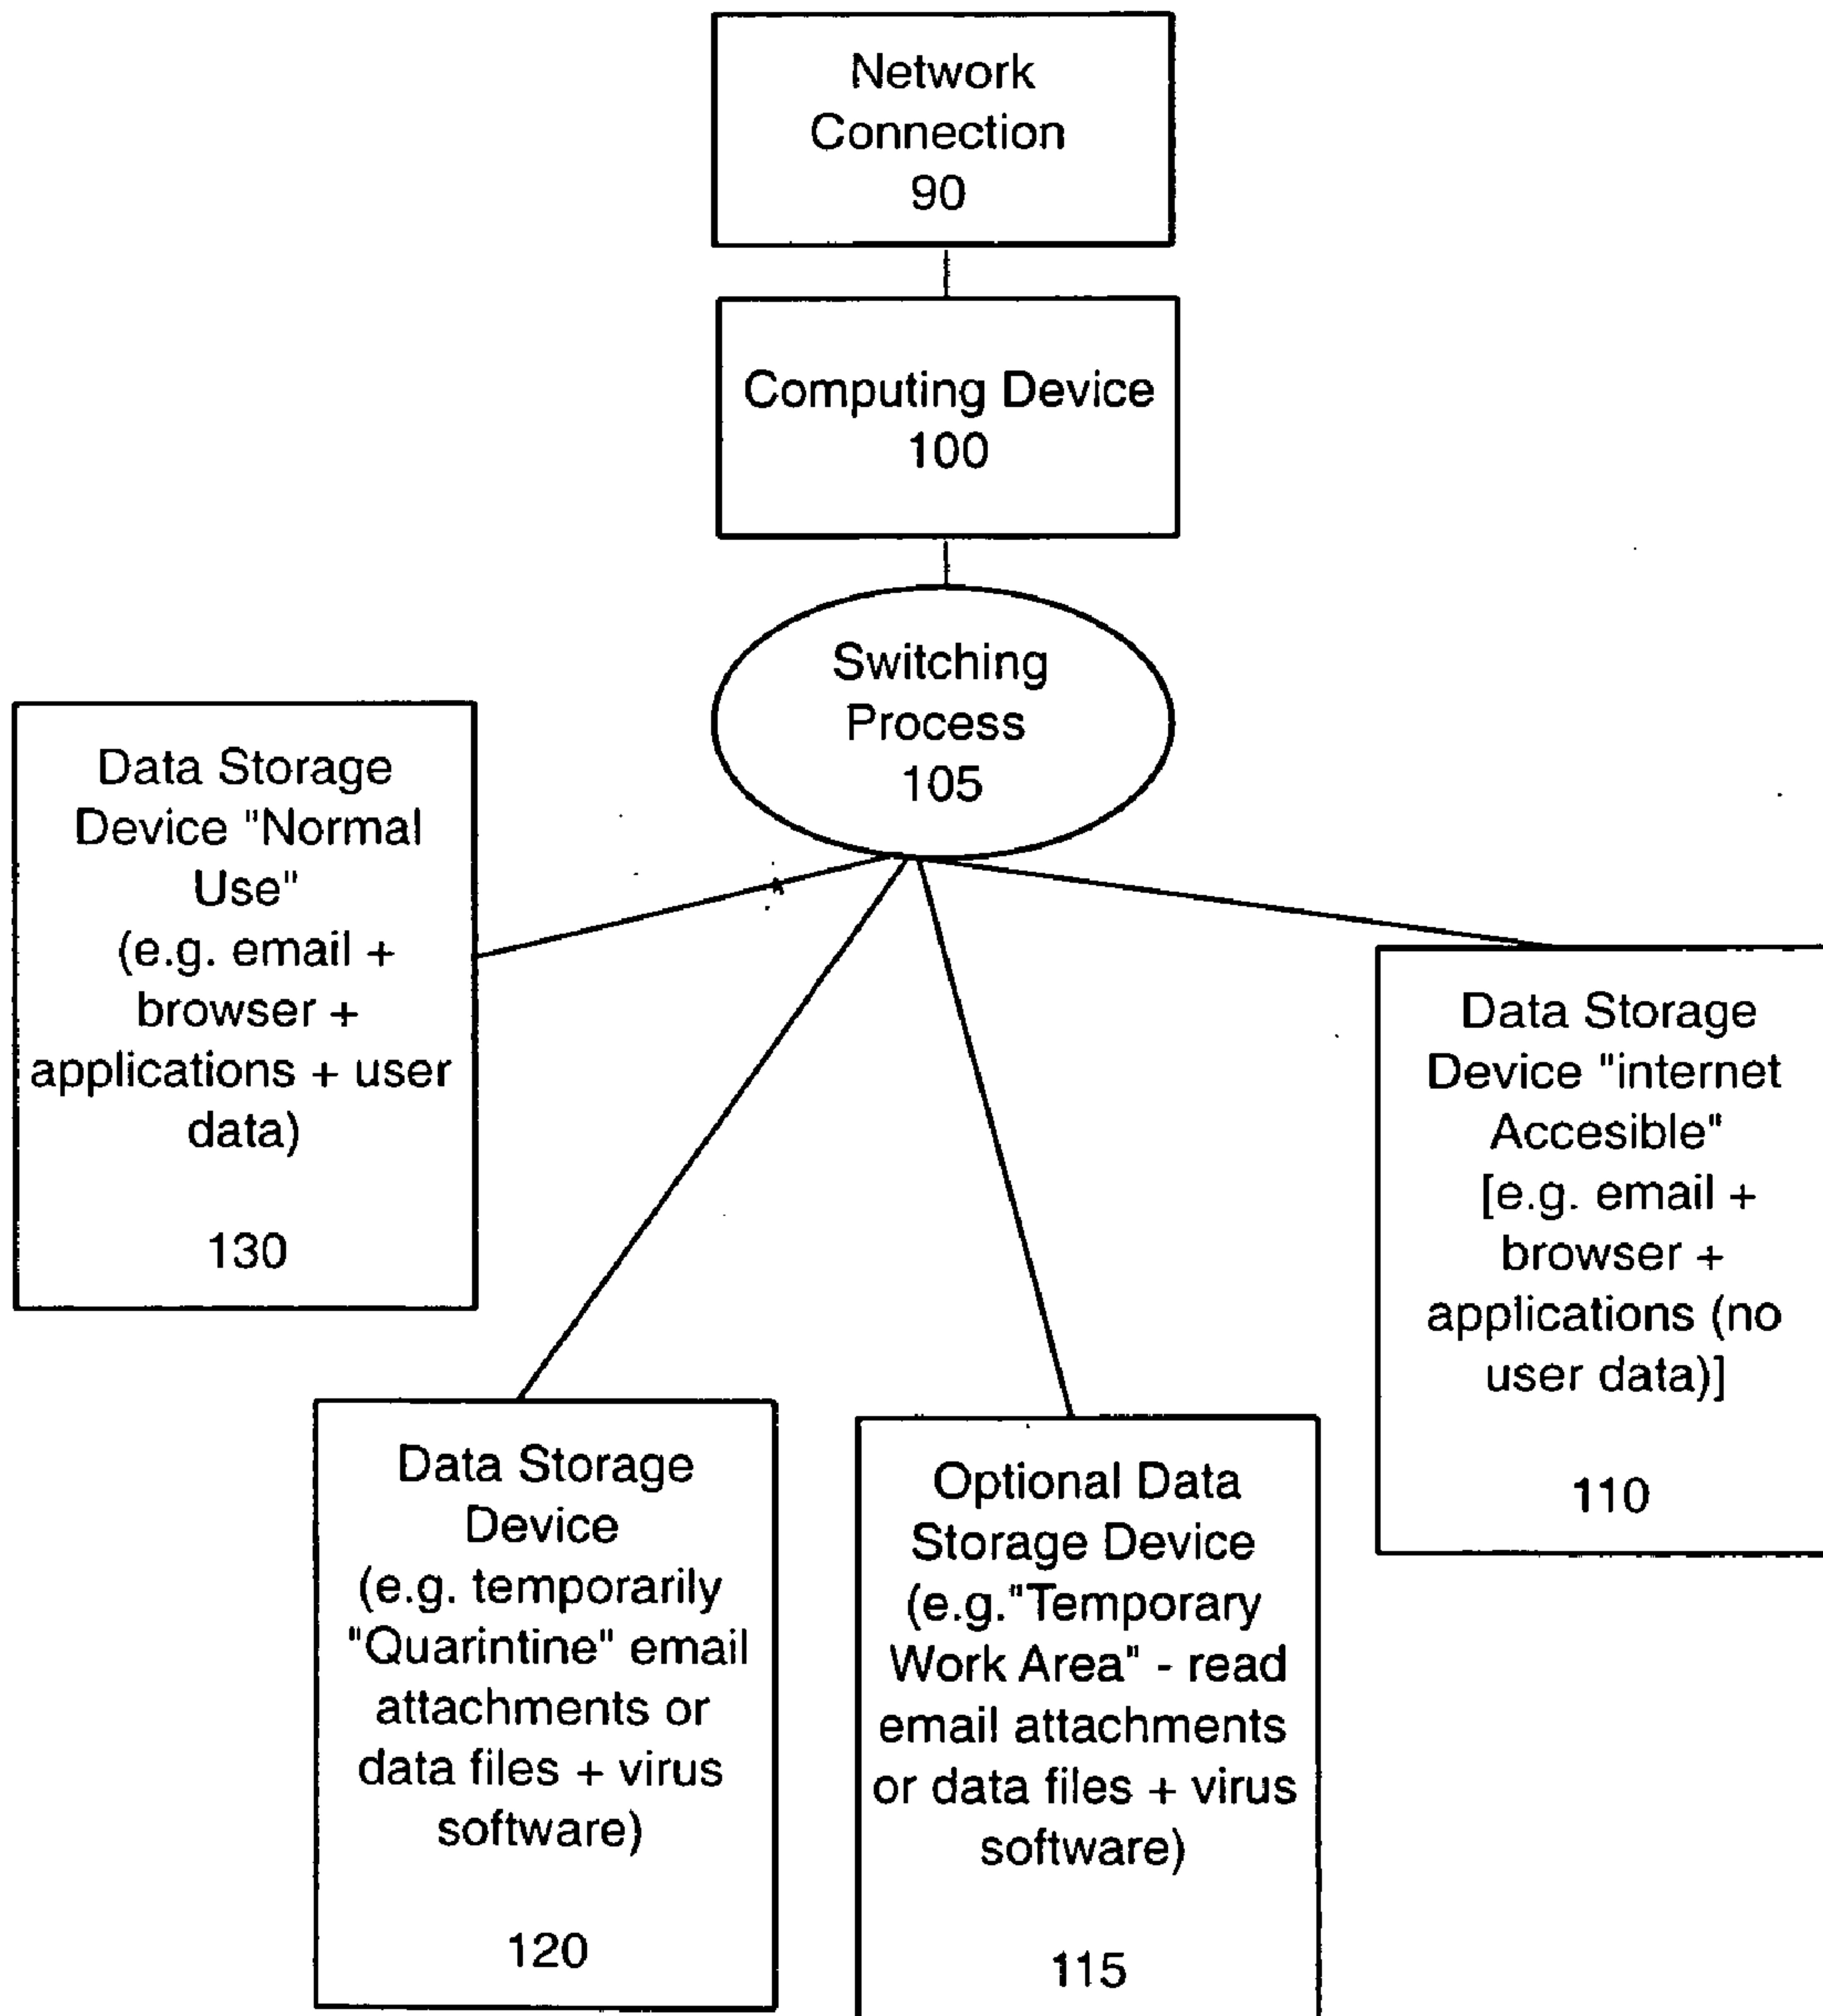 Network
Connection
90
Computing Device
100
Switching
Process
105
Data Storage
Device "Normal
Use"
(e.g. email +
browser +
applications + user
data)
130
Data Storage
Device "internet
Accesible"
[e.g. email +
browser +
applications (no
user data)]
110
Data Storage
Device
(e.g. temporarily
"Quarintine" email
attachments or
data files + virus
software)
120
Optional Data
Storage Device
(e.g."Temporary
Work Area" - read
email attachments
or data files + virus
software)
115